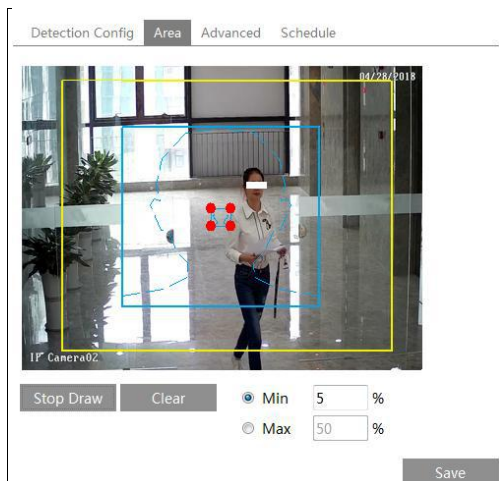 Detection Config Area Advanced Schedule
04/28/2018
IP Camera02
Stop Draw Clear Min 5 %
Max 50 %
Save